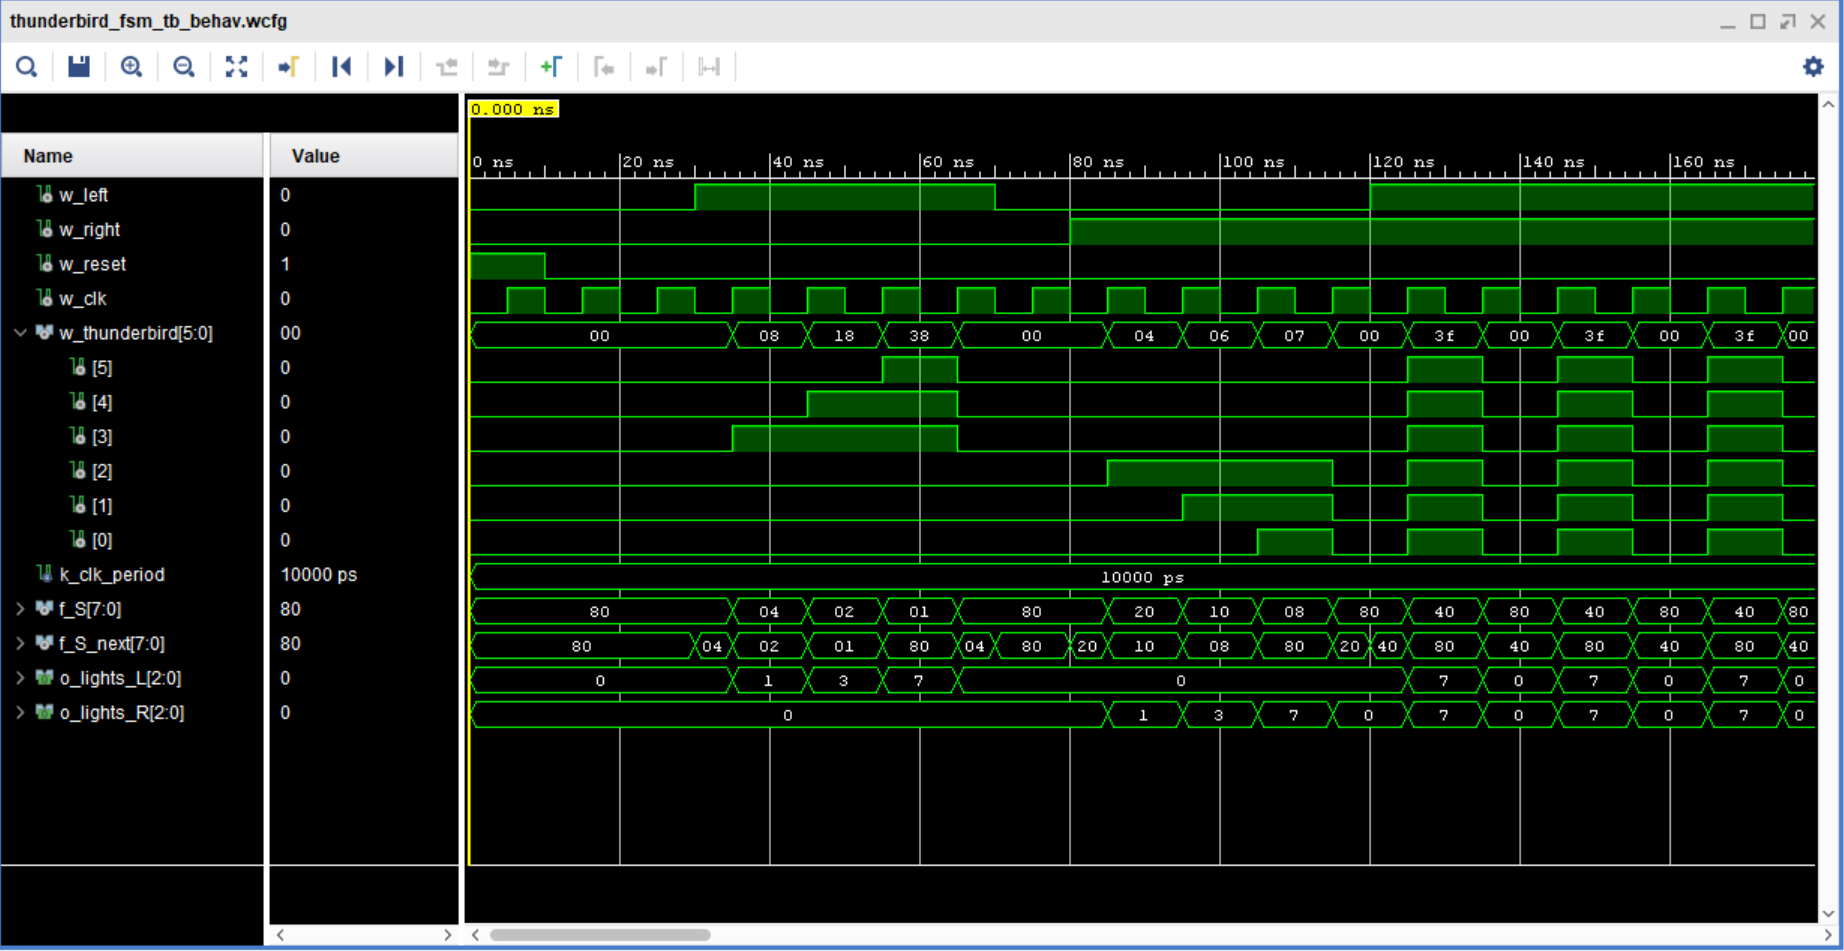 thunderbird_fsm_tb_behav.wcfg
0.000 ns
Name Value 0 ns 20 ns 40 ns 60 ns 80 ns 100 ns 120 ns 140 ns 160 ns
w_left 0
w_right 0
w_reset 1
w_clk 0
w_thunderbird[5:0] 00 00 08 18 38 00 04 06 07 00 3f 00 3f 00 3f 00
[5] 0
[4] 0
[3] 0
[2] 0
[1] 0
[0] 0
k_clk_period 10000 ps 10000 ps
f_S[7:0] 80 80 04 02 01 80 20 10 08 80 40 80 40 80 40 80
f_S_next[7:0] 80 80 04 02 01 80 04 80 20 10 08 80 20 40 80 40 80 40 80 40
o_lights_L[2:0] 0 0 1 3 7 0 7 0 7 0 7 0
o_lights_R[2:0] 0 0 1 3 7 0 7 0 7 0 7 0